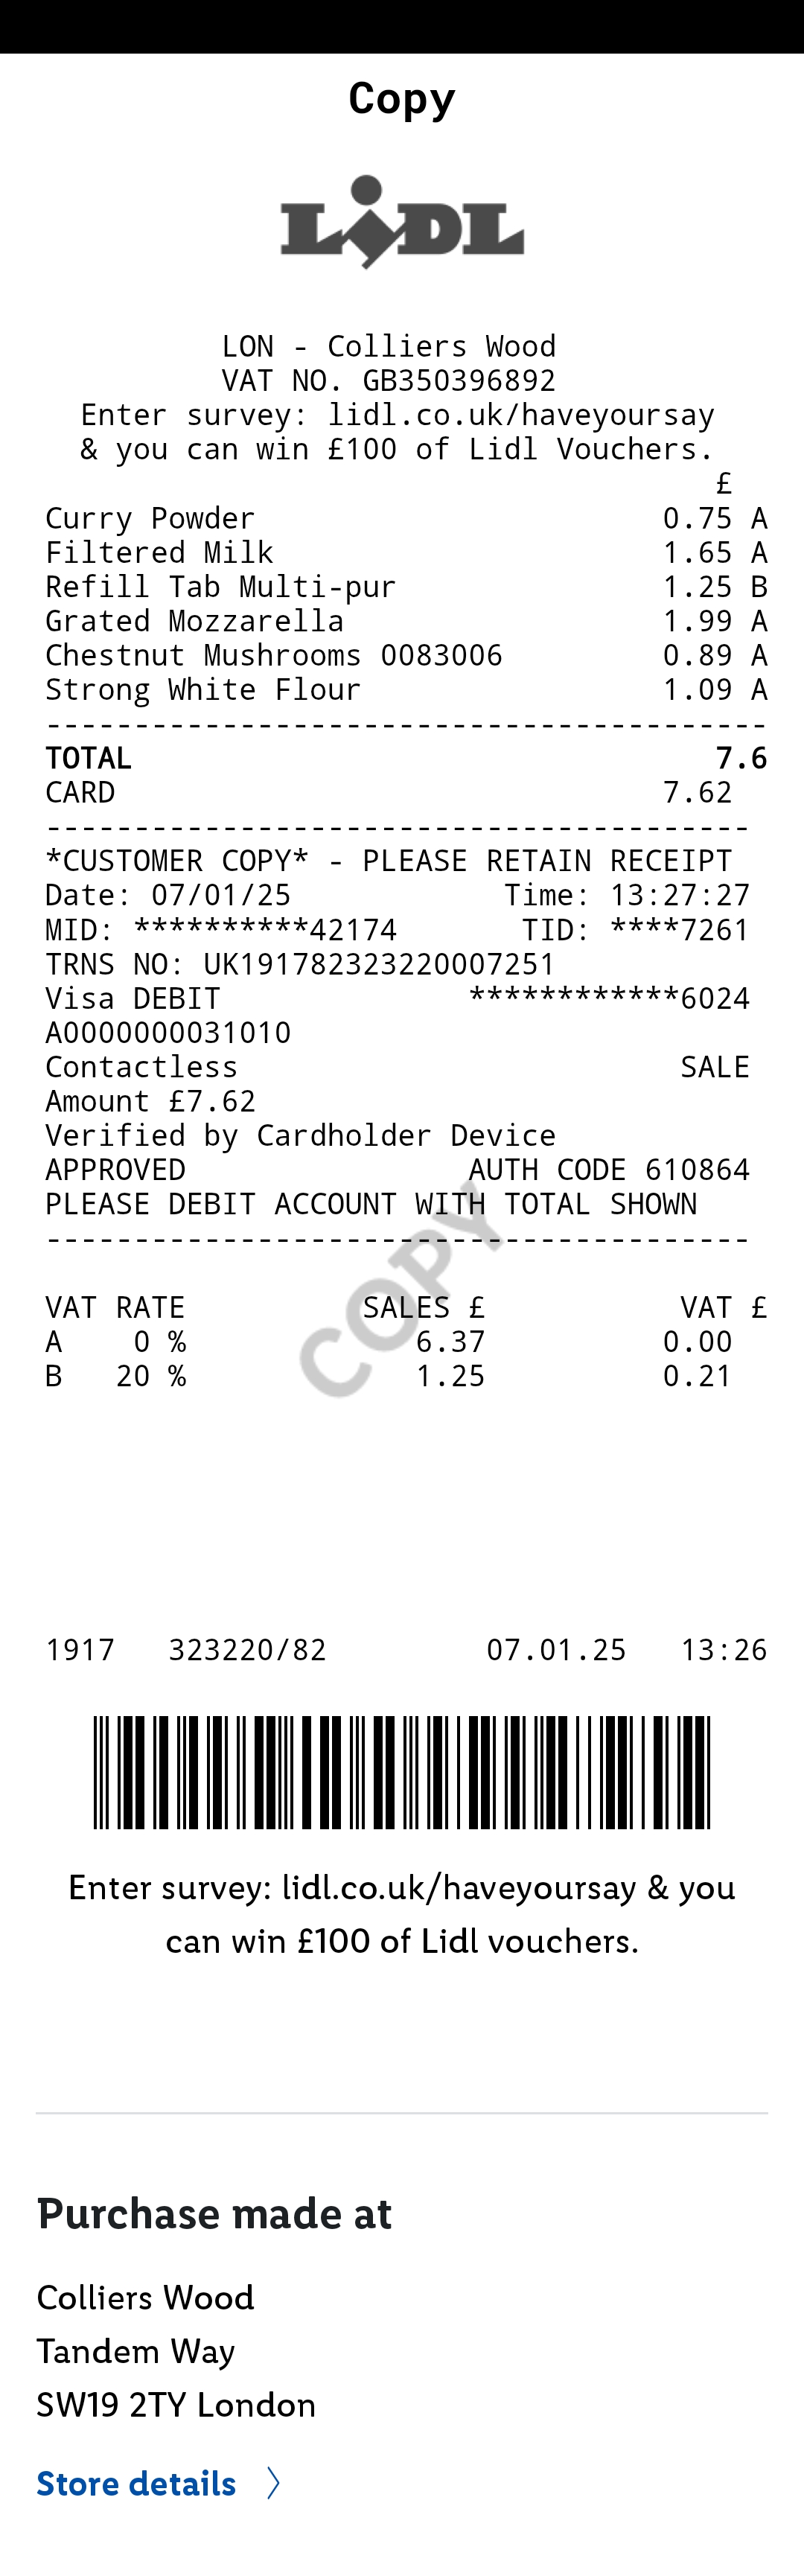 Copy
LIDL
LON - Colliers Wood
VAT NO. GB350396892
Enter survey: lidl.co.uk/haveyoursay
& you can win £100 of Lidl Vouchers.
£
Curry Powder 0.75 A
Filtered Milk 1.65 A
Refill Tab Multi-pur 1.25 B
Grated Mozzarella 1.99 A
Chestnut Mushrooms 0083006 0.89 A
Strong White Flour 1.09 A
-----------------------------------------
TOTAL 7.6
CARD 7.62
----------------------------------------
*CUSTOMER COPY* - PLEASE RETAIN RECEIPT
Date: 07/01/25 Time: 13:27:27
MID: **********42174 TID: ****7261
TRNS NO: UK191782323220007251
Visa DEBIT ************6024
A0000000031010
Contactless SALE
Amount £7.62
Verified by Cardholder Device
APPROVED AUTH CODE 610864
PLEASE DEBIT ACCOUNT WITH TOTAL SHOWN
----------------------------------------
COPY
VAT RATE SALES £ VAT £
A 0 % 6.37 0.00
B 20 % 1.25 0.21
1917 323220/82 07.01.25 13:26
Enter survey: lidl.co.uk/haveyoursay & you
can win £100 of Lidl vouchers.
Purchase made at
Colliers Wood
Tandem Way
SW19 2TY London
Store details